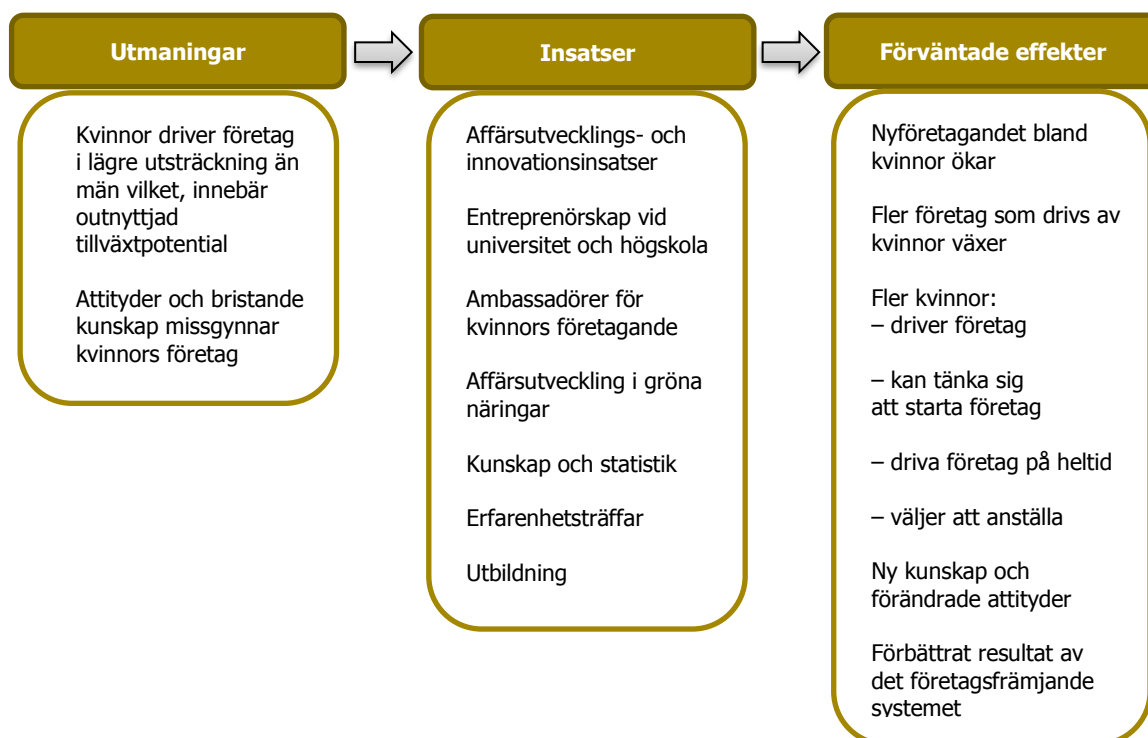 Utmaningar
Kvinnor driver företag
i lägre utsträckning än
män vilket, innebär
outnyttjad
tillväxtpotential
Attityder och bristande
kunskap missgynnar
kvinnors företag
Insatser
Affärsutvecklings- och
innovationsinsatser
Entreprenörskap vid
universitet och högskola
Ambassadörer för
kvinnors företagande
Affärsutveckling i gröna
näringar
Kunskap och statistik
Erfarenhetsträffar
Utbildning
Förväntade effekter
Nyföretagandet bland
kvinnor ökar
Fler företag som drivs av
kvinnor växer
Fler kvinnor:
– driver företag
– kan tänka sig
att starta företag
– driva företag på heltid
– väljer att anställa
Ny kunskap och
förändrade attityder
Förbättrat resultat av
det företagsfrämjande
systemet